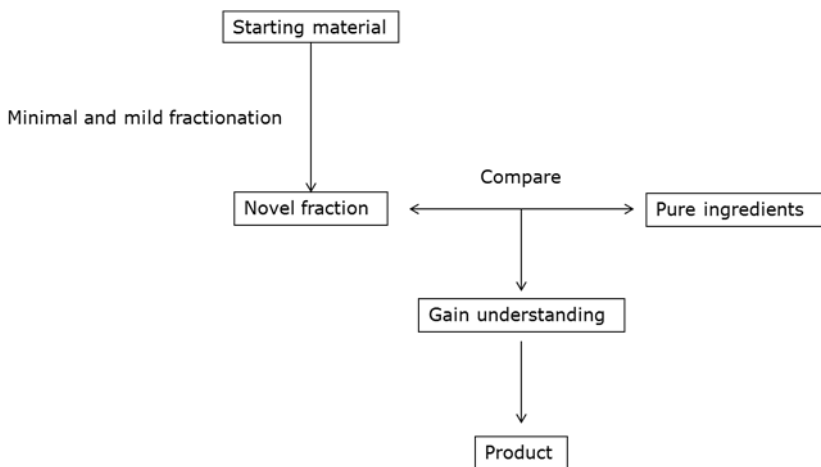 Starting material
Minimal and mild fractionation
Compare
Novel fraction
Pure ingredients
Gain understanding
Product